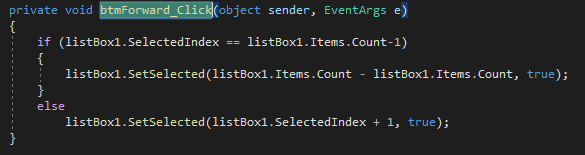 private void btmForward_Click(object sender, EventArgs e)
{
if (listBox1.SelectedIndex == listBox1.Items.Count-1)
{
listBox1.SetSelected(listBox1.Items.Count - listBox1.Items.Count, true);
}
else
listBox1.SetSelected(listBox1.SelectedIndex + 1, true);
}